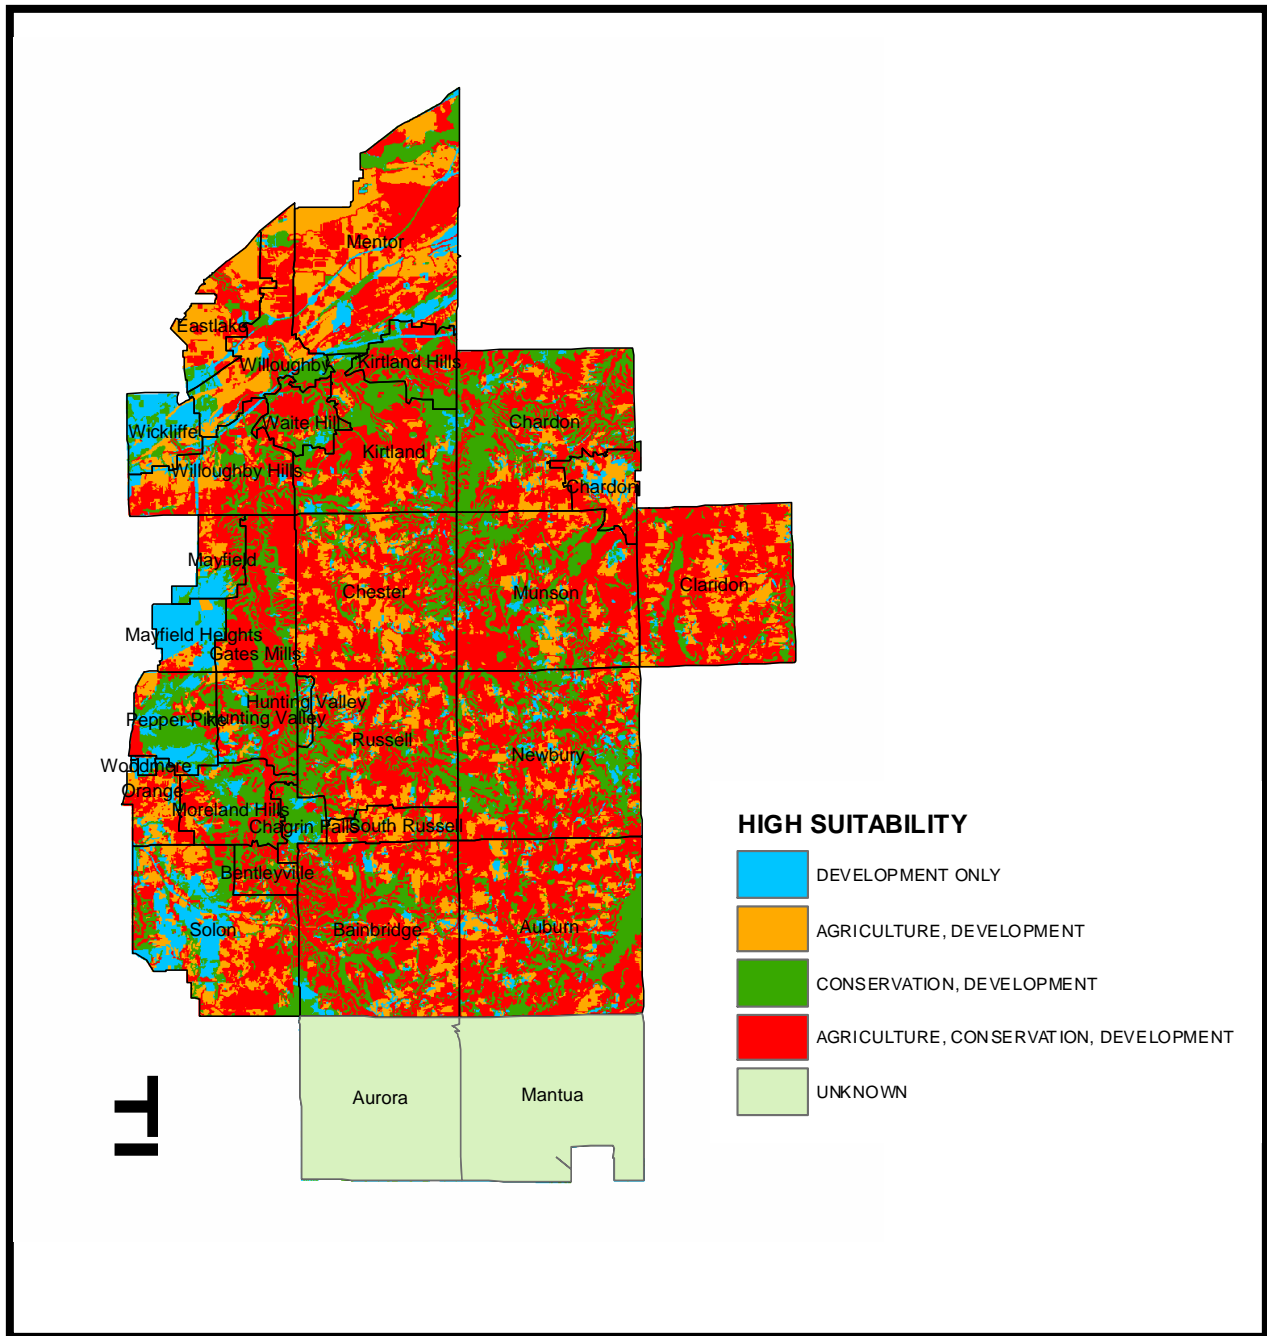 Mentor
Eastlake
Willoughby
Kirtland Hills
Chardon
Waite Hill
Wickliffe
Kirtland
Willoughby Hills
Chardon
Mayfield
Claridon
Chester
Munson
Mayfield Heights
Gates Mills
Hunting Valley
Pepper Pike
Hunting Valley
Russell
Newbury
Woodmere
Orange
Moreland Hills
Chagrin Falls
South Russell
Bentleyville
Solon
Bainbridge
Auburn
Aurora
Mantua
HIGH SUITABILITY
DEVELOPMENT ONLY
AGRICULTURE, DEVELOPMENT
CONSERVATION, DEVELOPMENT
AGRICULTURE, CONSERVATION, DEVELOPMENT
UNKNOWN